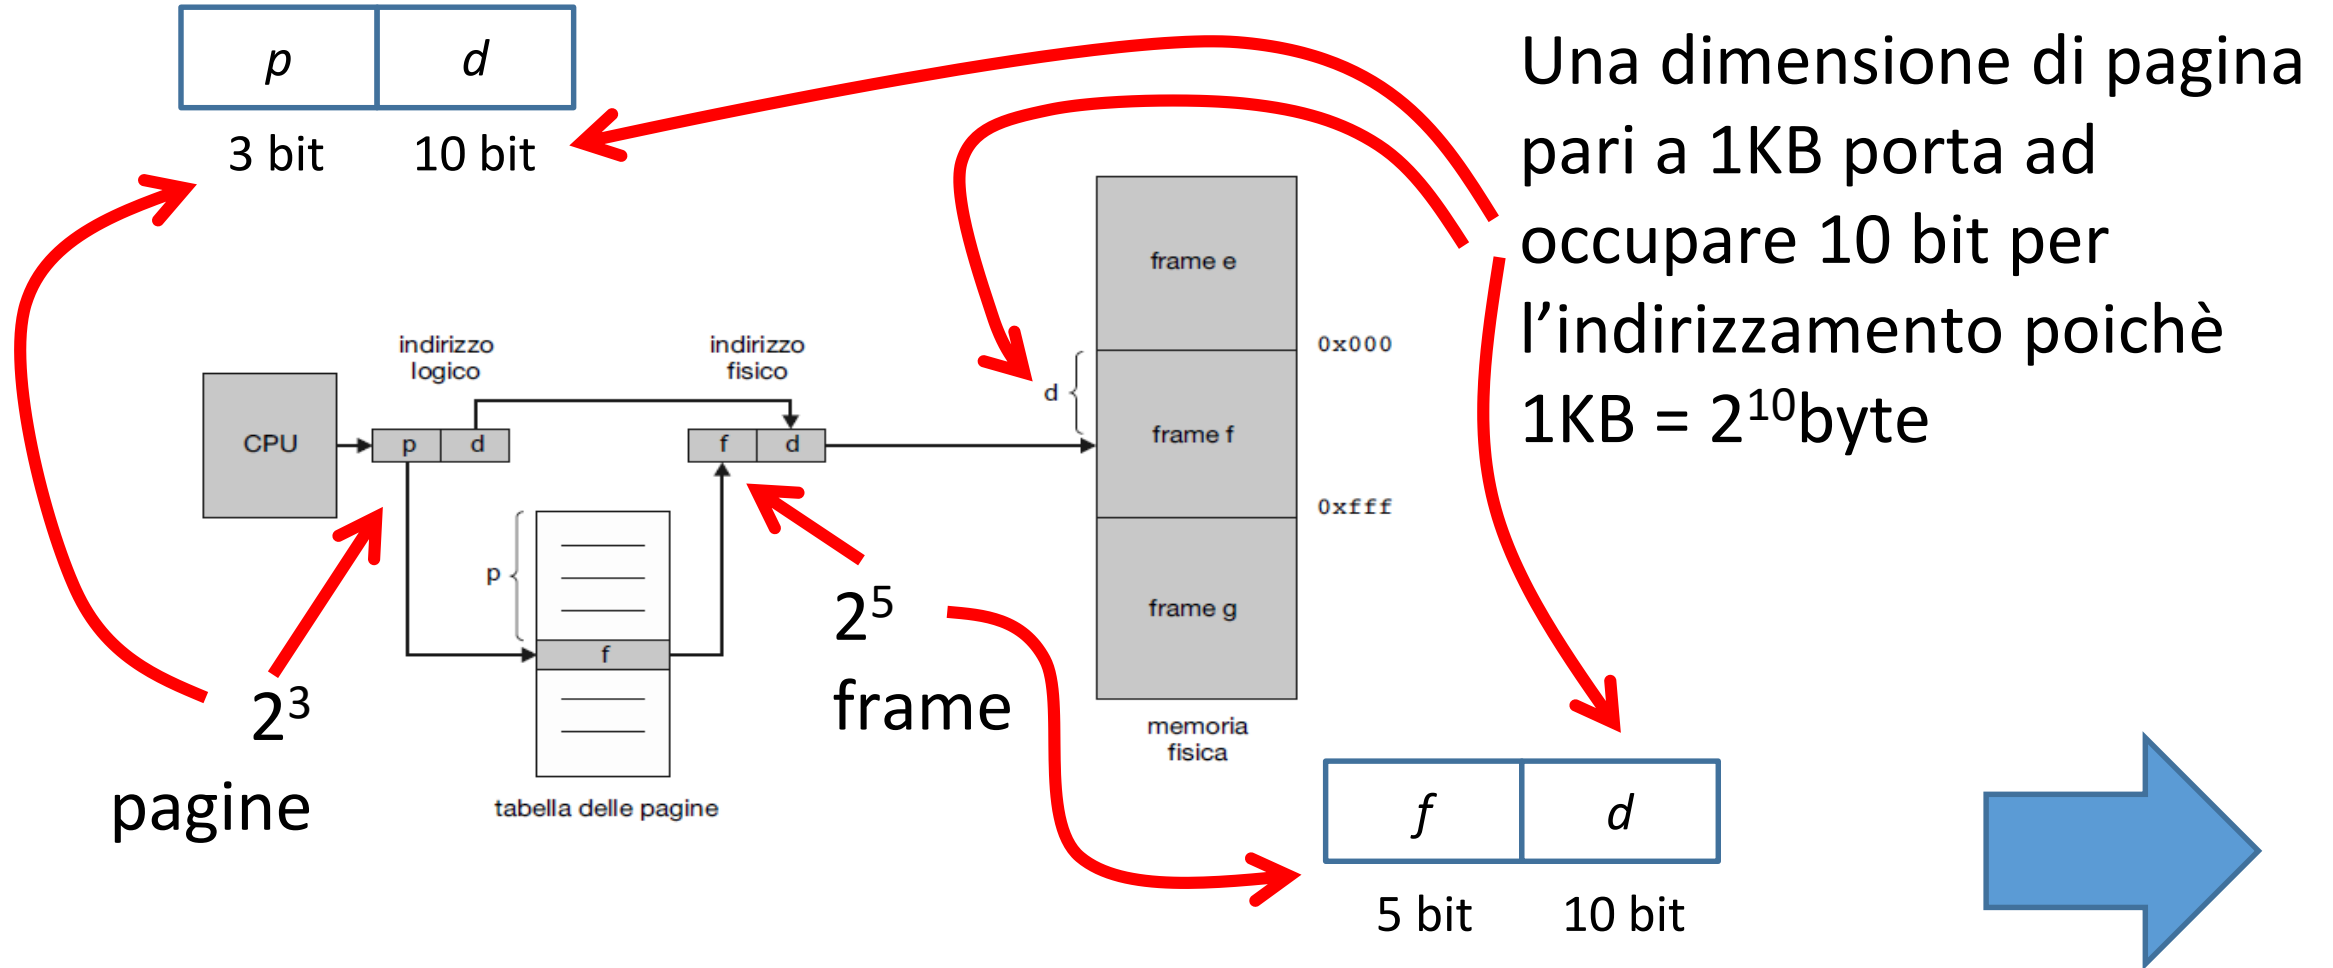 p d
3 bit 10 bit
Una dimensione di pagina
pari a 1KB porta ad
occupare 10 bit per
l’indirizzamento poichè
1KB = 2¹⁰byte
indirizzo
logico
indirizzo
fisico
CPU
p d
f d
p
f
tabella delle pagine
frame e
0x000
d
frame f
0xfff
frame g
memoria
fisica
2³
pagine
2⁵
frame
f d
5 bit 10 bit